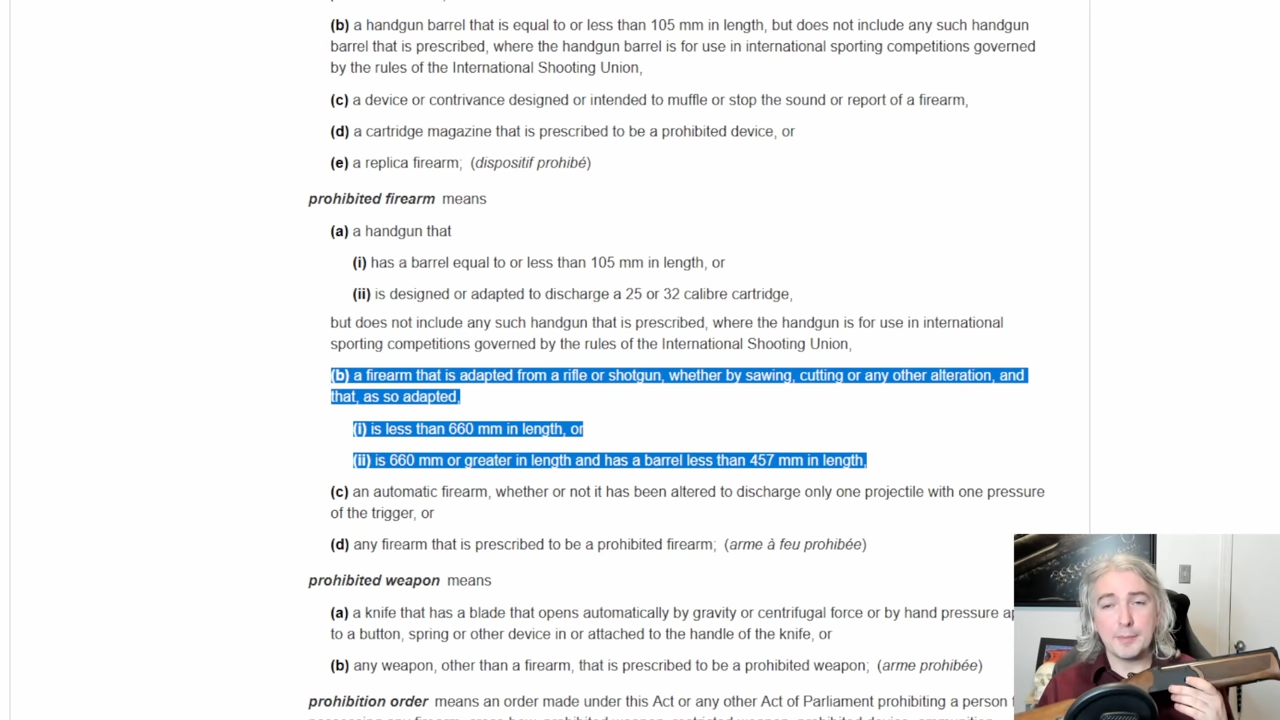 (b) a handgun barrel that is equal to or less than 105 mm in length, but does not include any such handgun
barrel that is prescribed, where the handgun barrel is for use in international sporting competitions governed
by the rules of the International Shooting Union,
(c) a device or contrivance designed or intended to muffle or stop the sound or report of a firearm,
(d) a cartridge magazine that is prescribed to be a prohibited device, or
(e) a replica firearm; (dispositif prohibé)
prohibited firearm means
(a) a handgun that
(i) has a barrel equal to or less than 105 mm in length, or
(ii) is designed or adapted to discharge a 25 or 32 calibre cartridge,
but does not include any such handgun that is prescribed, where the handgun is for use in international
sporting competitions governed by the rules of the International Shooting Union,
(b) a firearm that is adapted from a rifle or shotgun, whether by sawing, cutting or any other alteration, and
that, as so adapted,
(i) is less than 660 mm in length, or
(ii) is 660 mm or greater in length and has a barrel less than 457 mm in length,
(c) an automatic firearm, whether or not it has been altered to discharge only one projectile with one pressure
of the trigger, or
(d) any firearm that is prescribed to be a prohibited firearm; (arme à feu prohibée)
prohibited weapon means
(a) a knife that has a blade that opens automatically by gravity or centrifugal force or by hand pressure
to a button, spring or other device in or attached to the handle of the knife, or
(b) any weapon, other than a firearm, that is prescribed to be a prohibited weapon; (arme prohibée)
prohibition order means an order made under this Act or any other Act of Parliament prohibiting a person